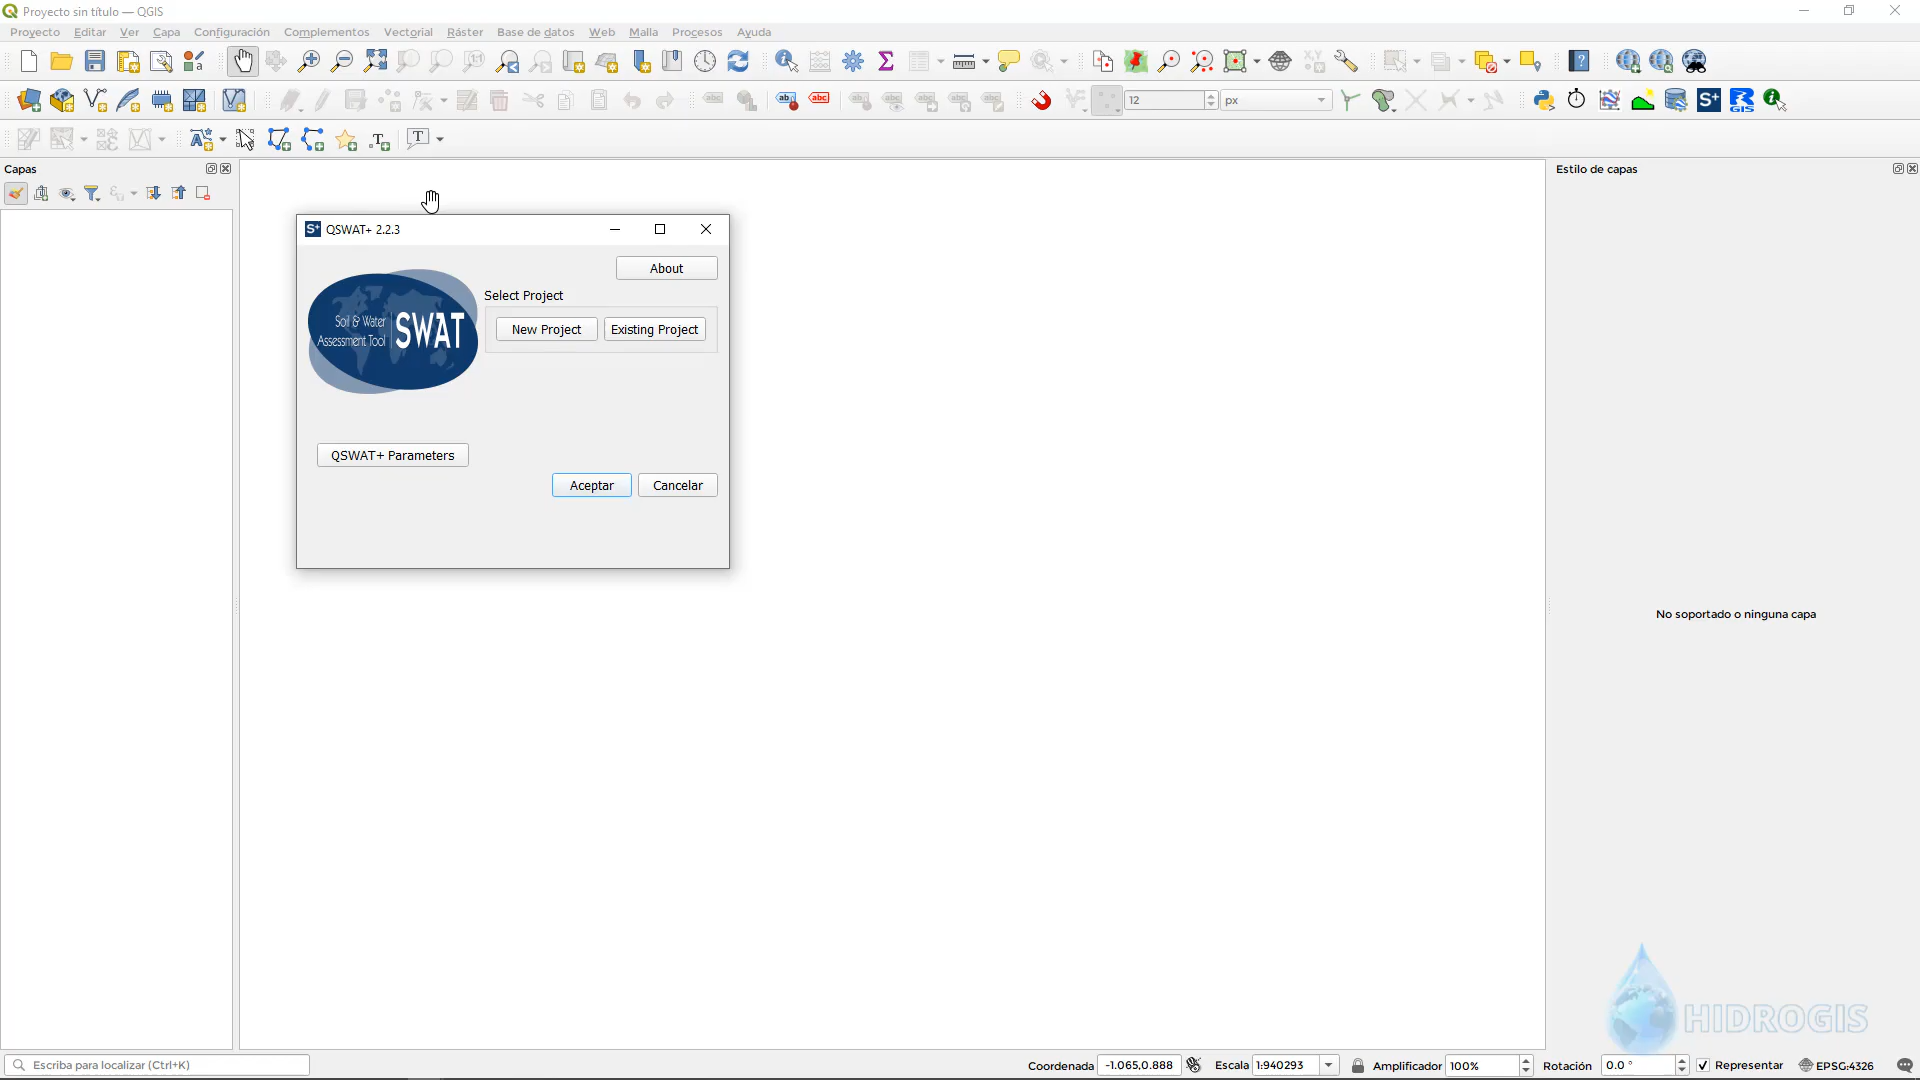 Proyecto sin título — QGIS
Proyecto Editar Ver Capa Configuración Complementos Vectorial Ráster Base de datos Web Malla Procesos Ayuda
12 px
Capas
Estilo de capas
QSWAT+ 2.2.3
About
Select Project
New Project Existing Project
Soil & Water
Assessment Tool
SWAT
QSWAT+ Parameters
Aceptar Cancelar
No soportado o ninguna capa
HIDROGIS
Escriba para localizar (Ctrl+K)
Coordenada -1.065,0.888 Escala 1:940293 Amplificador 100% Rotación 0.0 ° Representar EPSG:4326